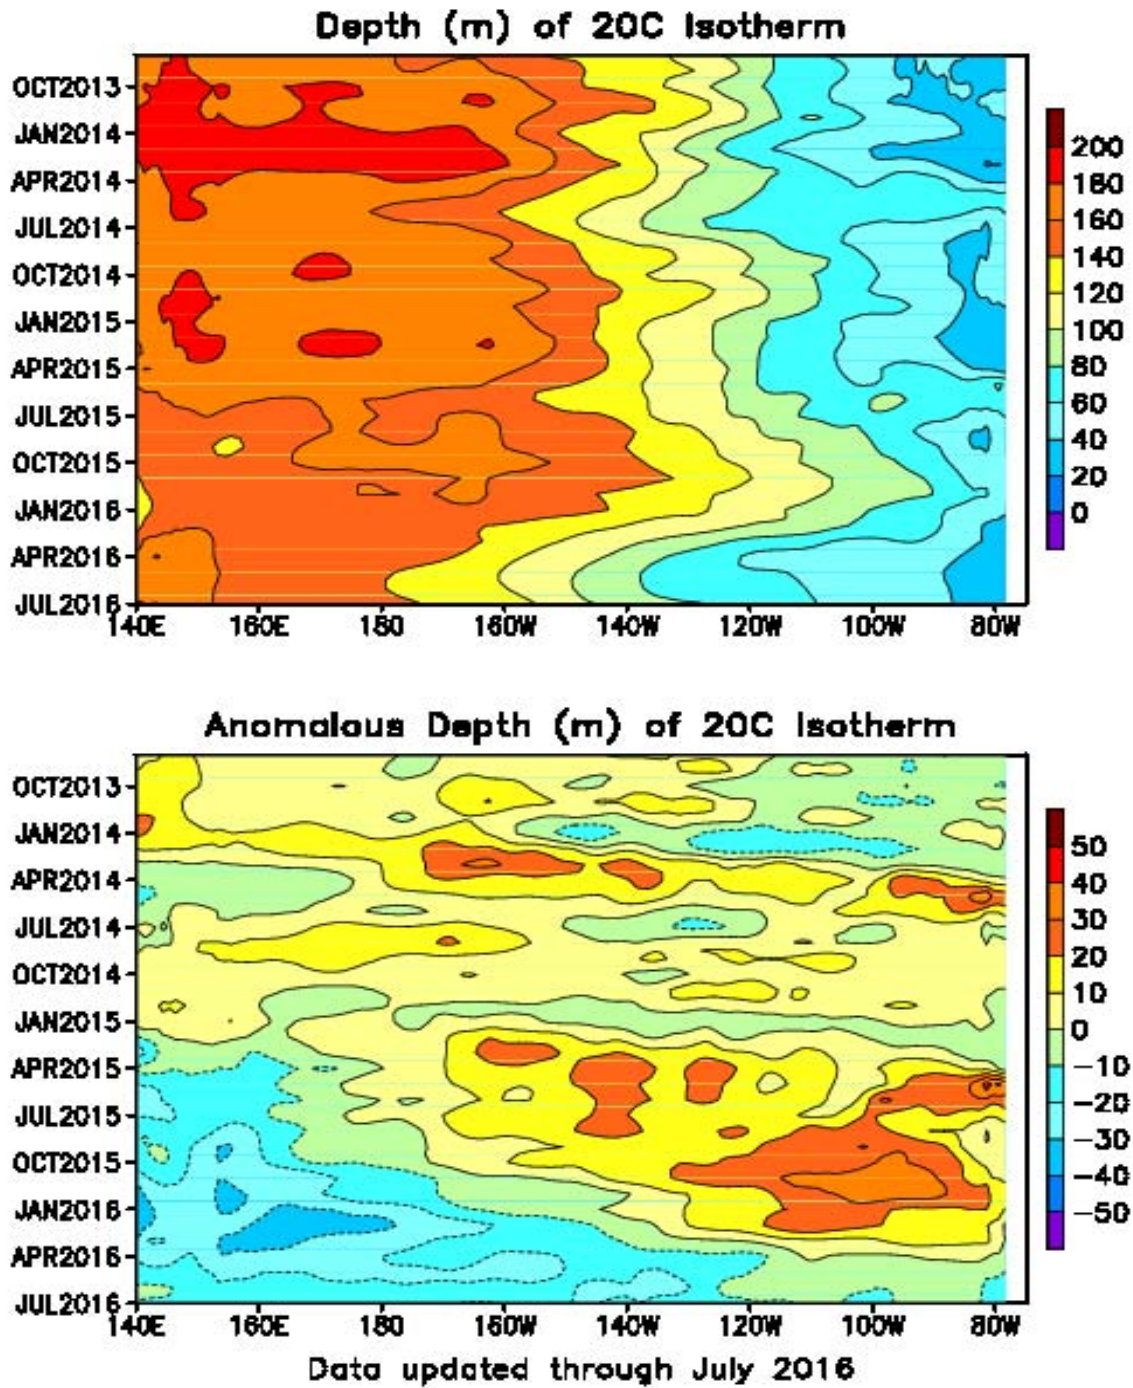 Depth (m) of 20C Isotherm
OCT2013
JAN2014
APR2014
JUL2014
OCT2014
JAN2015
APR2015
JUL2015
OCT2015
JAN2016
APR2016
JUL2016
140E 160E 180 160W 140W 120W 100W 80W
200
180
160
140
120
100
80
60
40
20
0
Anomalous Depth (m) of 20C Isotherm
OCT2013
JAN2014
APR2014
JUL2014
OCT2014
JAN2015
APR2015
JUL2015
OCT2015
JAN2016
APR2016
JUL2016
140E 160E 180 160W 140W 120W 100W 80W
50
40
30
20
10
0
-10
-20
-30
-40
-50
Data updated through July 2016